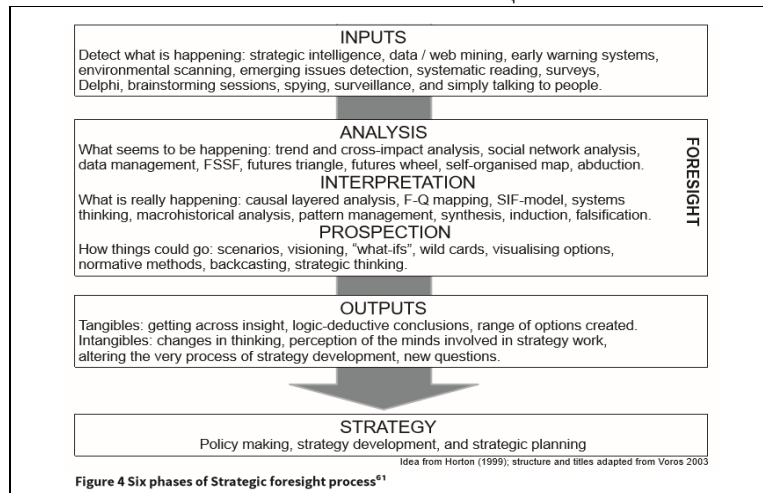 INPUTS
Detect what is happening: strategic intelligence, data / web mining, early warning systems,
environmental scanning, emerging issues detection, systematic reading, surveys,
Delphi, brainstorming sessions, spying, surveillance, and simply talking to people.
ANALYSIS
What seems to be happening: trend and cross-impact analysis, social network analysis,
data management, FSSF, futures triangle, futures wheel, self-organised map, abduction.
INTERPRETATION
What is really happening: causal layered analysis, F-Q mapping, SIF-model, systems
thinking, macrohistorical analysis, pattern management, synthesis, induction, falsification.
PROSPECTION
How things could go: scenarios, visioning, “what-ifs”, wild cards, visualising options,
normative methods, backcasting, strategic thinking.
FORESIGHT
OUTPUTS
Tangibles: getting across insight, logic-deductive conclusions, range of options created.
Intangibles: changes in thinking, perception of the minds involved in strategy work,
altering the very process of strategy development, new questions.
STRATEGY
Policy making, strategy development, and strategic planning
Idea from Horton (1999); structure and titles adapted from Voros 2003
Figure 4 Six phases of Strategic foresight process⁶¹